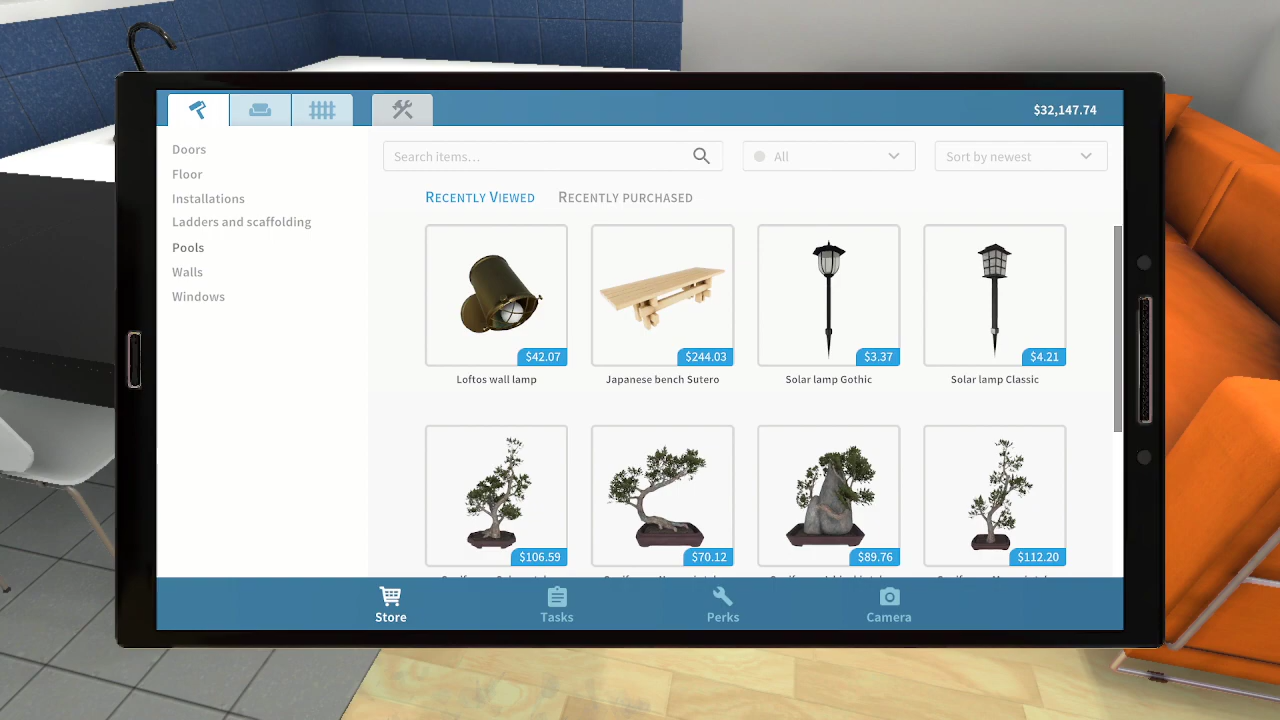 $32,147.74
Doors
Floor
Installations
Ladders and scaffolding
Pools
Walls
Windows
Search items...
All
Sort by newest
RECENTLY VIEWED
RECENTLY PURCHASED
$42.07
$244.03
$3.37
$4.21
Loftos wall lamp
Japanese bench Sutero
Solar lamp Gothic
Solar lamp Classic
$106.59
$70.12
$89.76
$112.20
Store
Tasks
Perks
Camera